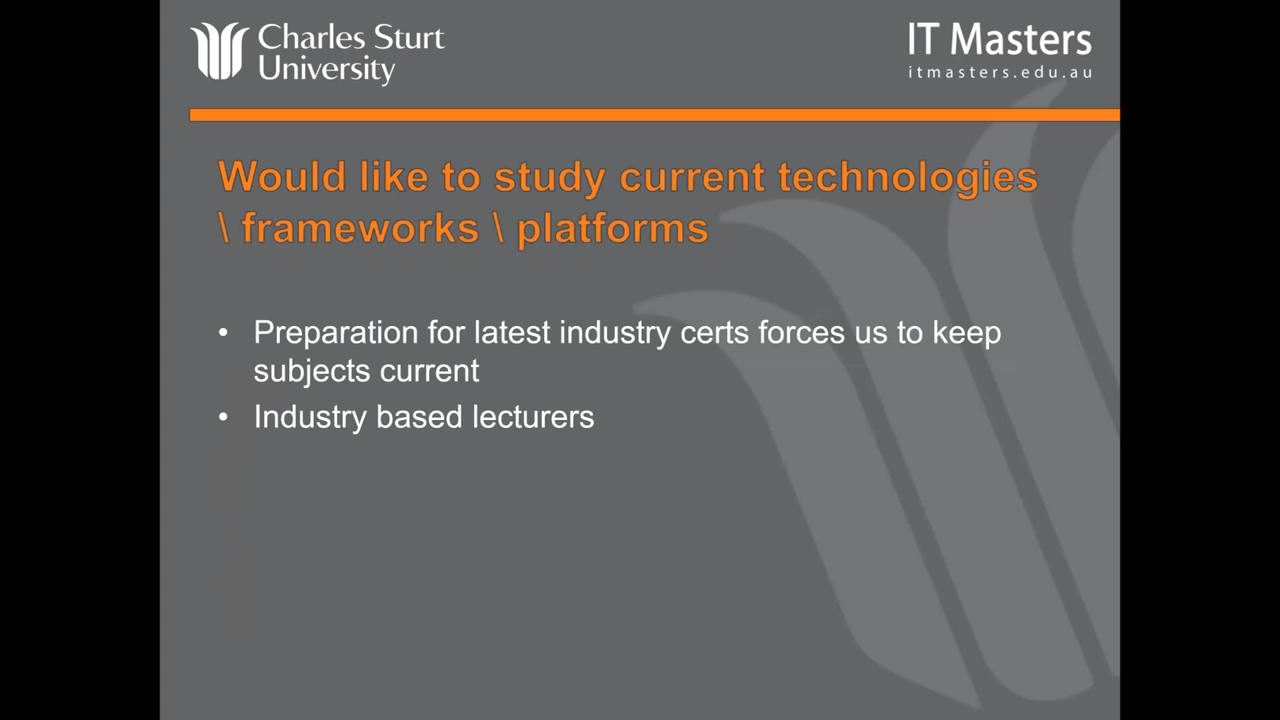 Charles Sturt
University
IT Masters
itmasters.edu.au
Would like to study current technologies
\ frameworks \ platforms
• Preparation for latest industry certs forces us to keep
subjects current
• Industry based lecturers